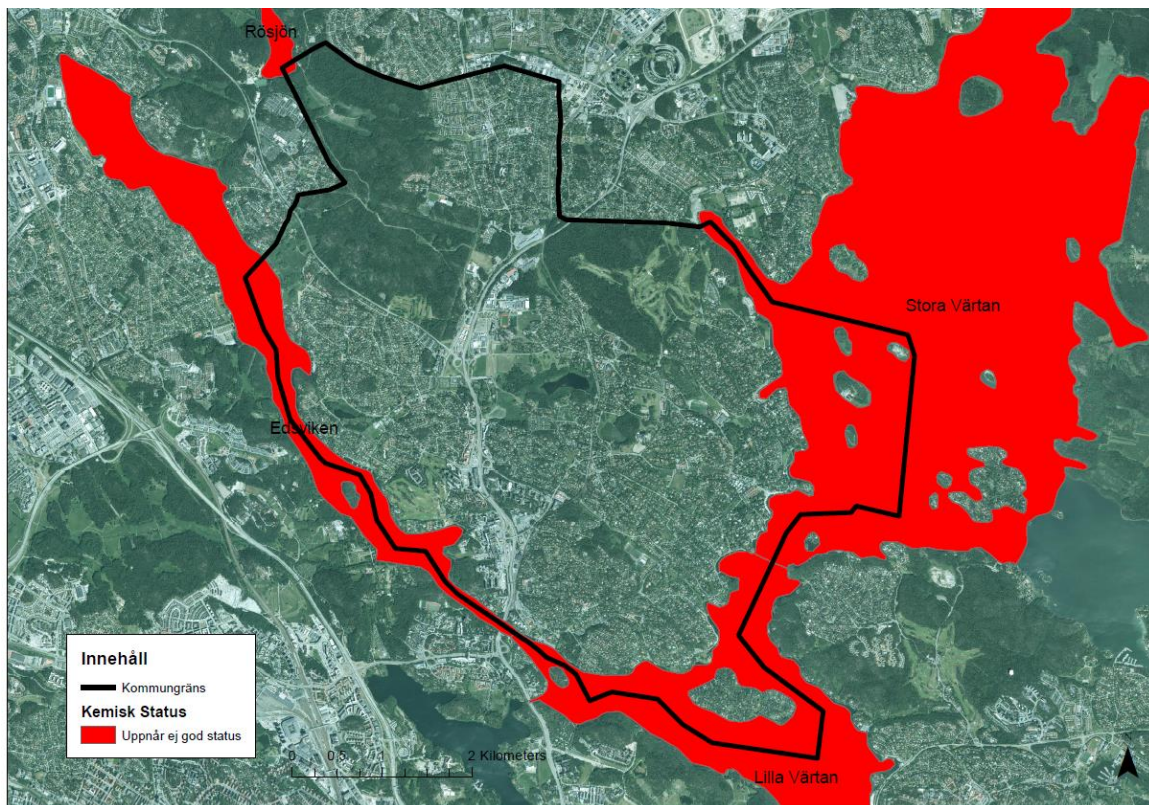 Rösjön
Stora Värtan
Edsviken
Innehåll
Kommungräns
Kemisk Status
Uppnår ej god status
0 0,5 1 2 Kilometers
Lilla Värtan